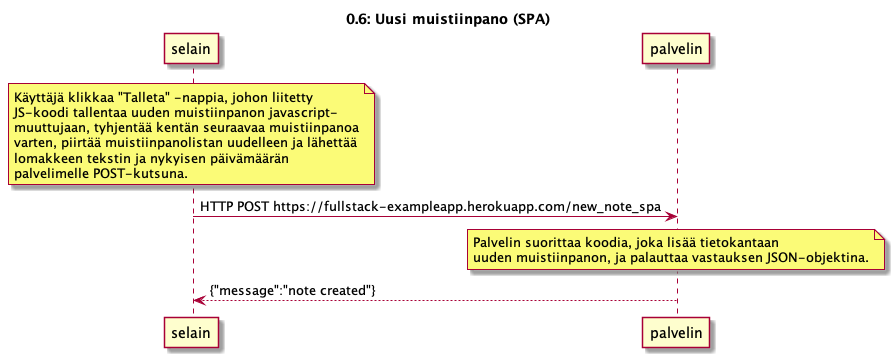 0.6: Uusi muistiinpano (SPA)
selain
palvelin
Käyttäjä klikkaa "Talleta" -nappia, johon liitetty
JS-koodi tallentaa uuden muistiinpanon javascript-
muuttujaan, tyhjentää kentän seuraavaa muistiinpanoa
varten, piirtää muistiinpanolistan uudelleen ja lähettää
lomakkeen tekstin ja nykyisen päivämäärän
palvelimelle POST-kutsuna.
HTTP POST https://fullstack-exampleapp.herokuapp.com/new_note_spa
Palvelin suorittaa koodia, joka lisää tietokantaan
uuden muistiinpanon, ja palauttaa vastauksen JSON-objektina.
{"message":"note created"}
selain
palvelin